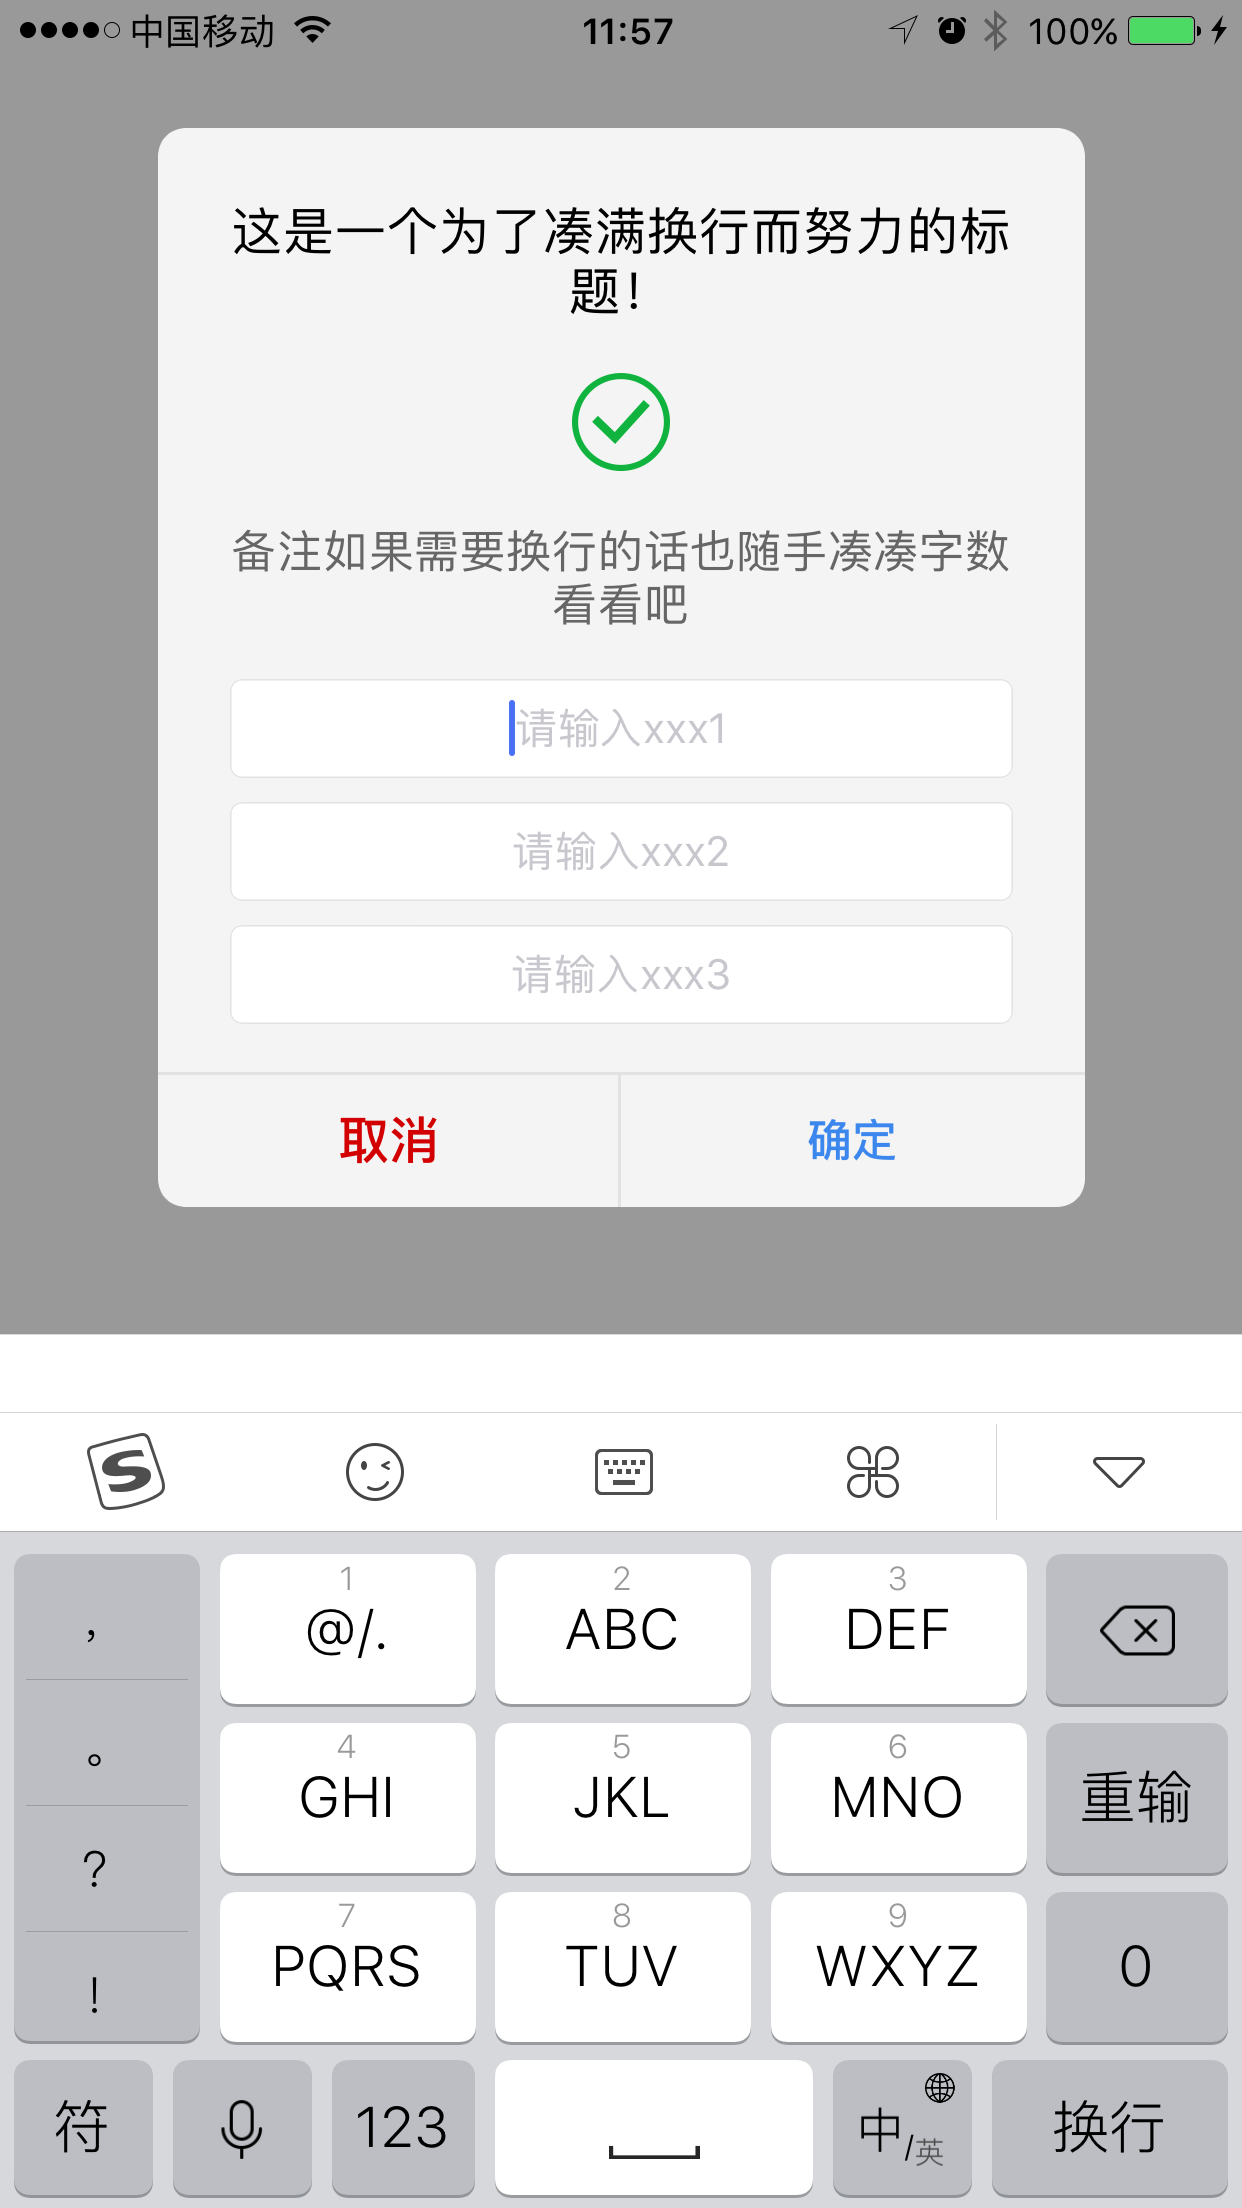 中国移动 11:57 100%
这是一个为了凑满换行而努力的标
题！
备注如果需要换行的话也随手凑凑字数
看看吧
请输入xxx1
请输入xxx2
请输入xxx3
取消 确定
， 1 2 3
@/. ABC DEF
。 4 5 6
GHI JKL MNO 重输
？ 7 8 9
PQRS TUV WXYZ 0
！
符 123 中/英 换行